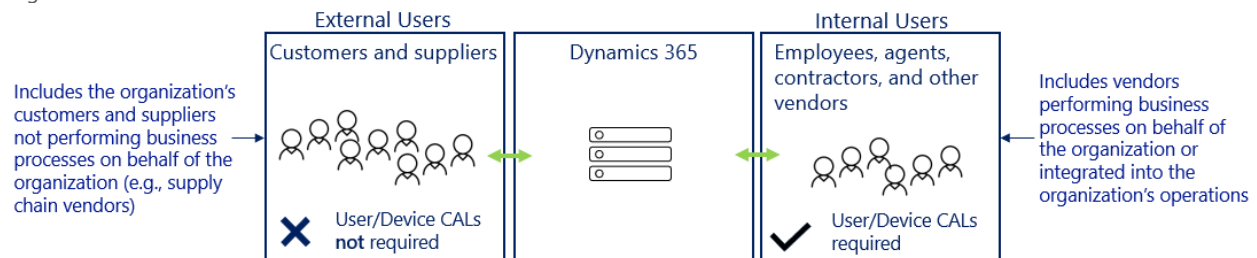 External Users
Internal Users
Customers and suppliers
Dynamics 365
Employees, agents,
contractors, and other
vendors
Includes the organization's
customers and suppliers
not performing business
processes on behalf of the
organization (e.g., supply
chain vendors)
Includes vendors
performing business
processes on behalf of
the organization or
integrated into the
organization's operations
User/Device CALs
not required
User/Device CALs
required